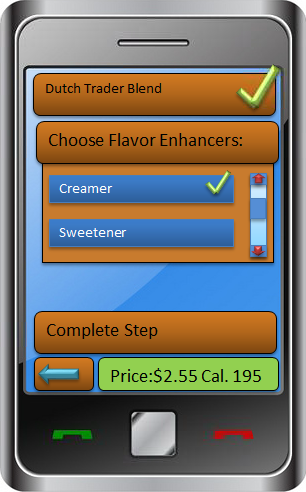 Dutch Trader Blend
Choose Flavor Enhancers:
Creamer
Sweetener
Complete Step
Price:$2.55 Cal. 195